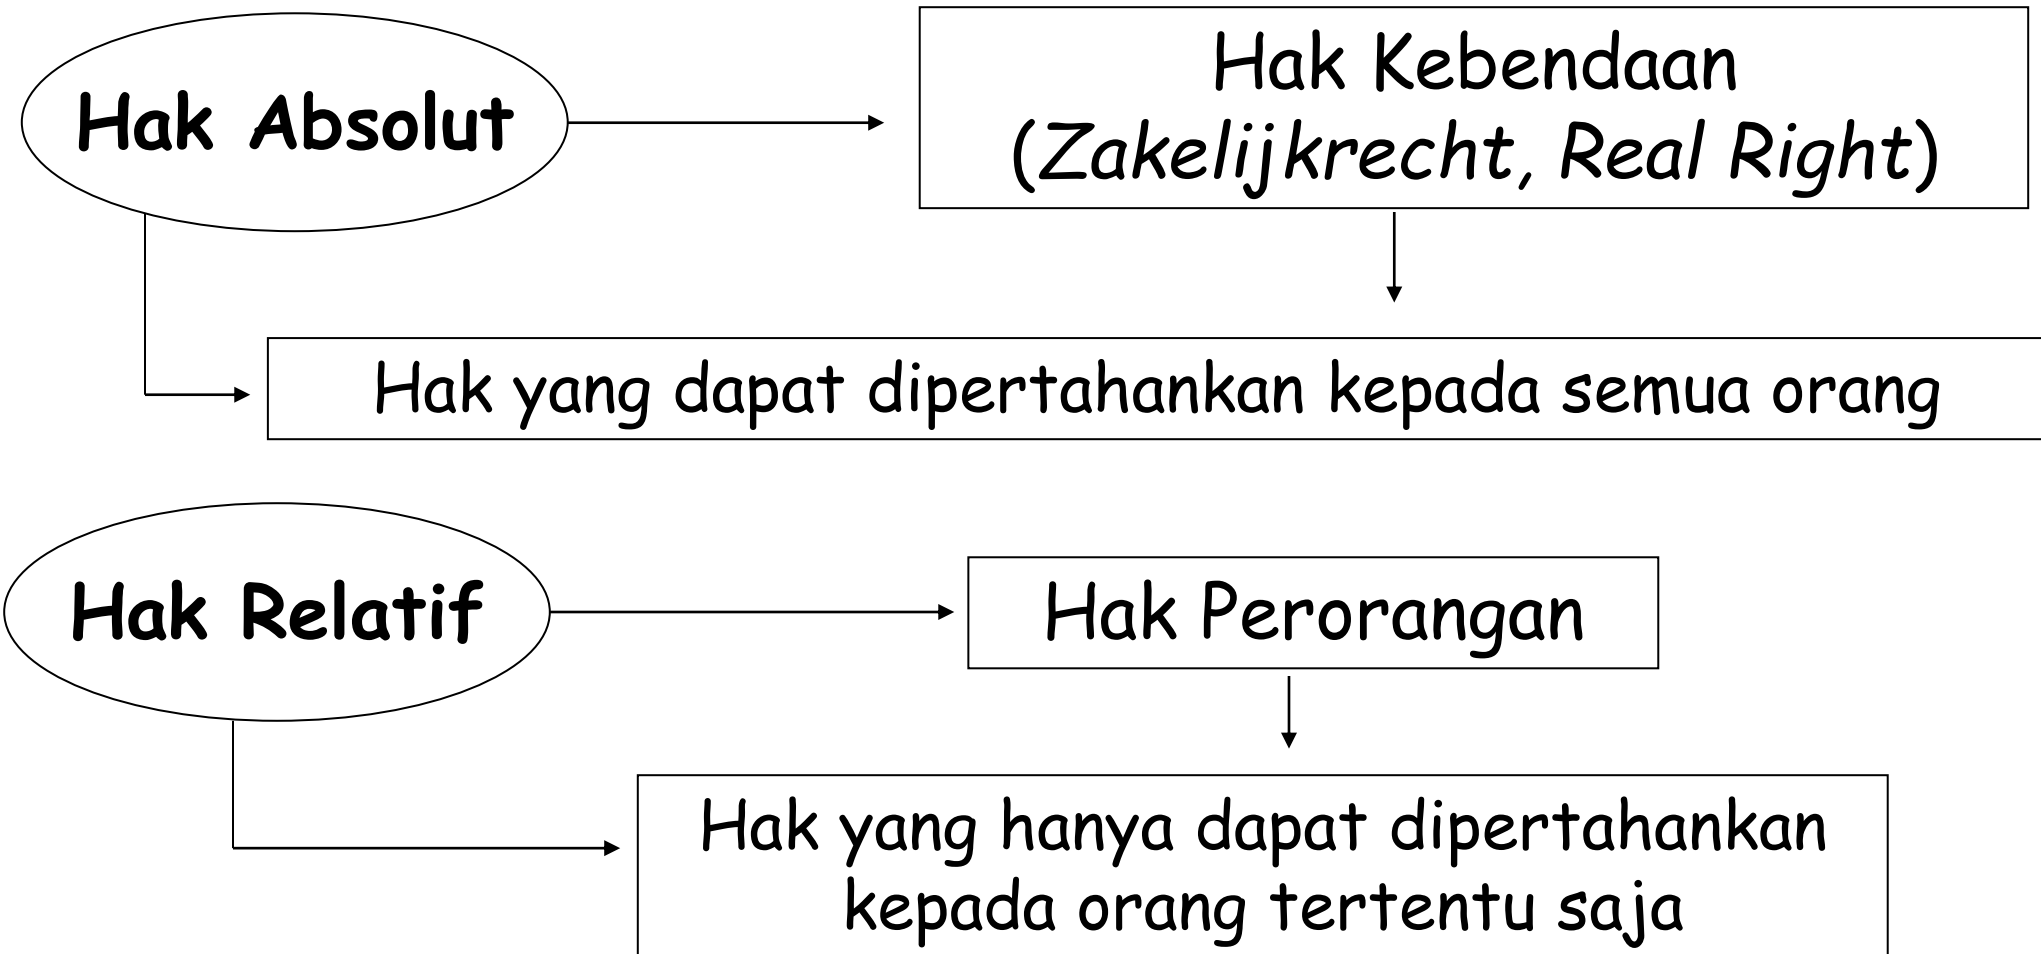 Hak Absolut
Hak Kebendaan
(Zakelijkrecht, Real Right)
Hak yang dapat dipertahankan kepada semua orang
Hak Relatif
Hak Perorangan
Hak yang hanya dapat dipertahankan
kepada orang tertentu saja